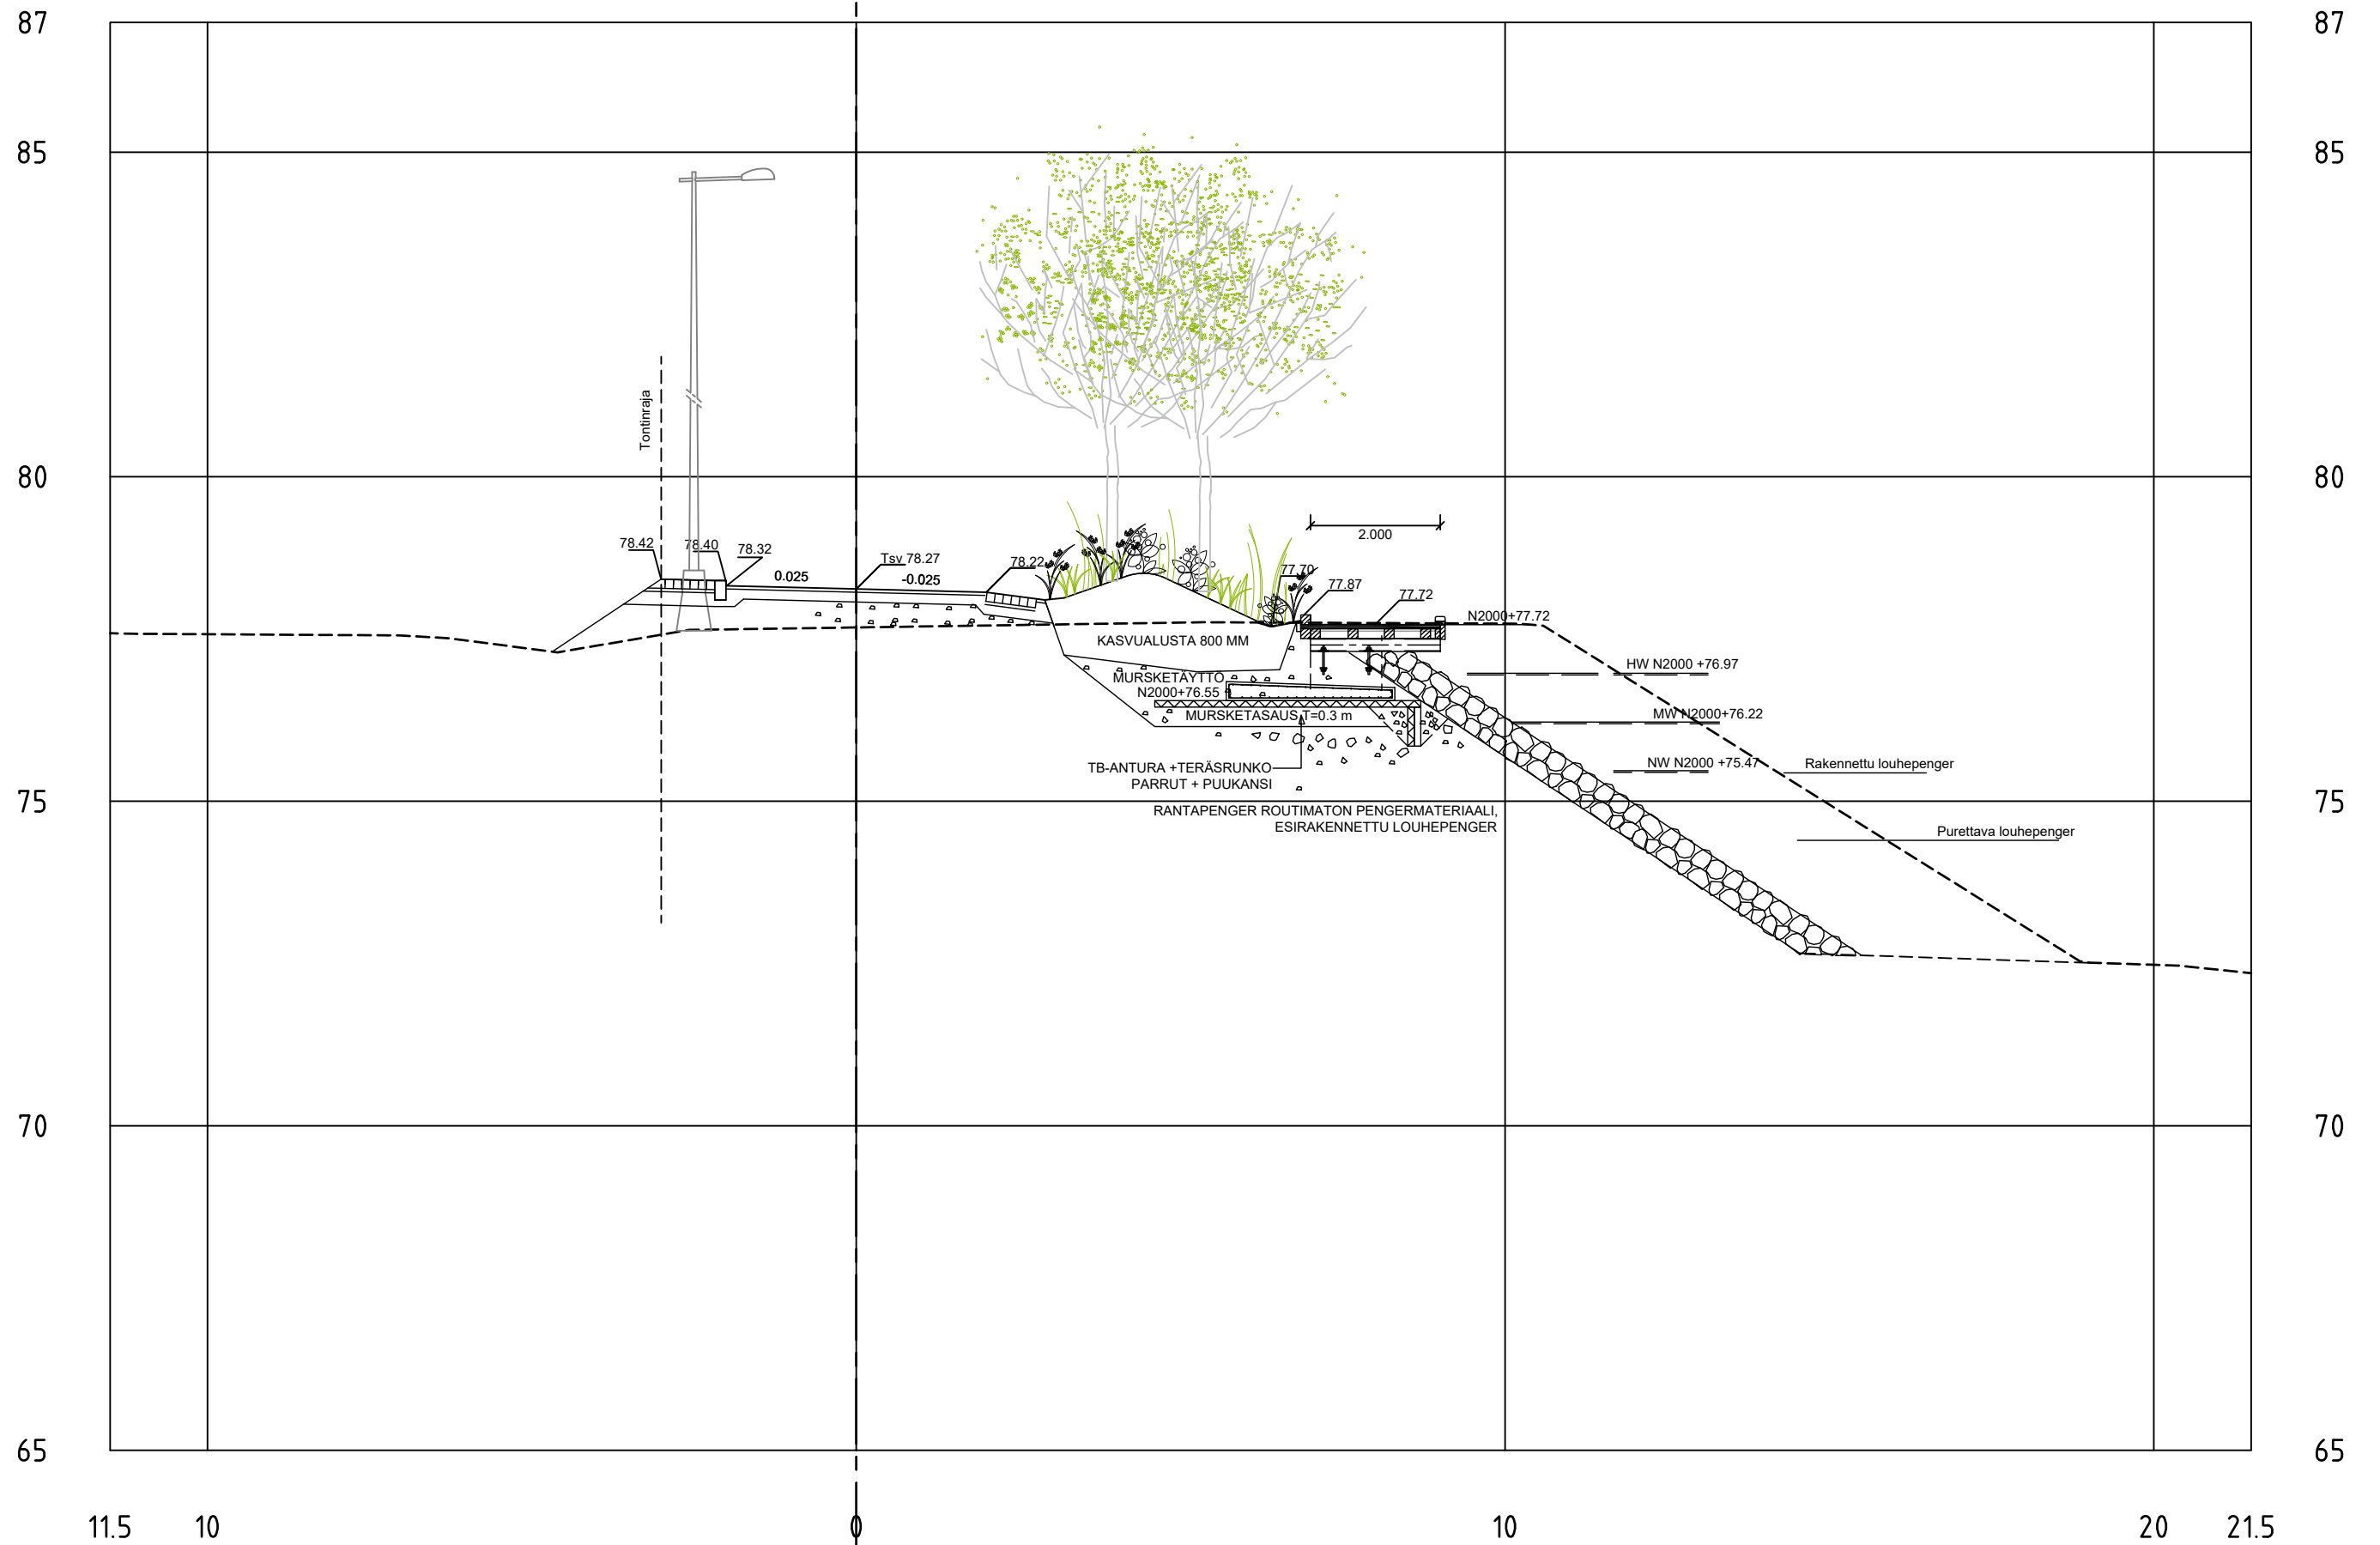 87
87
85
85
Tontinraja
80
80
2.000
78.42
78.40
78.32
Tsv 78.27
78.22
0.025
-0.025
77.70
77.87
77.72
N2000+77.72
KASVUALUSTA 800 MM
HW N2000 +76.97
MURSKETÄYTTÖ
N2000+76.55
MURSKETASAUS T=0.3 m
MW N2000+76.22
NW N2000 +75.47
Rakennettu louhepenger
TB-ANTURA +TERÄSRUNKO
PARRUT + PUUKANSI
75
75
RANTAPENGER ROUTIMATON PENGERMATERIAALI,
ESIRAKENNETTU LOUHEPENGER
Purettava louhepenger
70
70
65
65
11.5
10
0
10
20
21.5